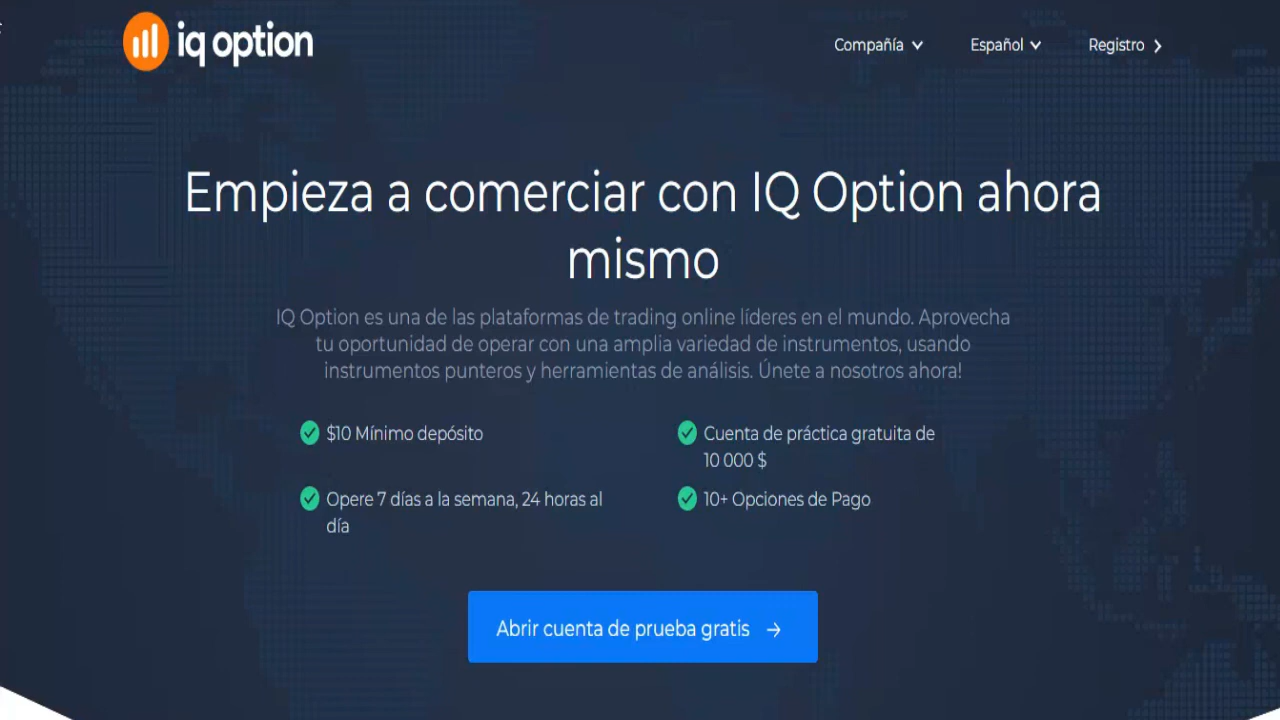 iq option
Compañía
Español
Registro
Empieza a comerciar con IQ Option ahora
mismo
IQ Option es una de las plataformas de trading online líderes en el mundo. Aprovecha
tu oportunidad de operar con una amplia variedad de instrumentos, usando
instrumentos punteros y herramientas de análisis. Únete a nosotros ahora!
$10 Mínimo depósito
Cuenta de práctica gratuita de
10 000 $
Opere 7 días a la semana, 24 horas al
día
10+ Opciones de Pago
Abrir cuenta de prueba gratis →